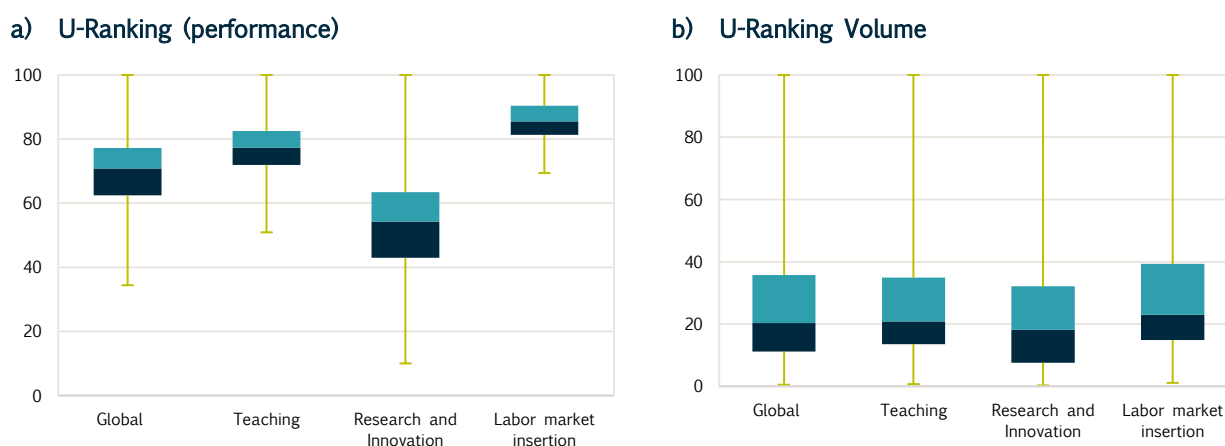 a) U-Ranking (performance)
100
80
60
40
20
0
Global
Teaching
Research and
Innovation
Labor market
insertion
b) U-Ranking Volume
100
80
60
40
20
0
Global
Teaching
Research and
Innovation
Labor market
insertion